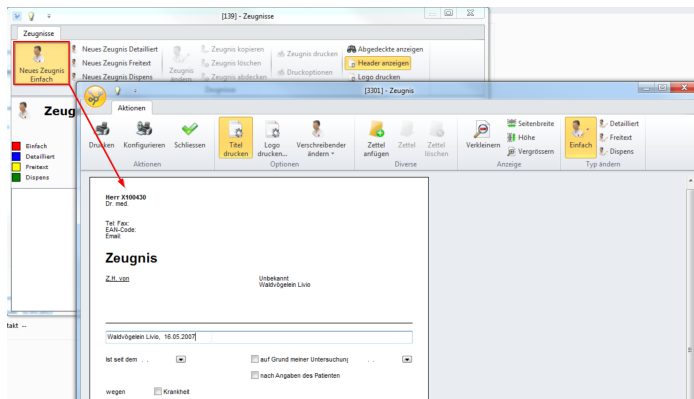 [139] - Zeugnisse
Zeugnisse
Neues Zeugnis
Einfach
Neues Zeugnis Detailliert
Neues Zeugnis Freitext
Neues Zeugnis Dispens
Zeugnis
ändern
Zeugnis kopieren
Zeugnis löschen
Zeugnis abdecken
Zeugnis drucken
Druckoptionen
Abgedeckte anzeigen
Header anzeigen
Logo drucken
Zeugnisse
Zeug
Einfach
Detailliert
Freitext
Dispens
takt --
[3301] - Zeugnis
Aktionen
Drucken
Konfigurieren
Schliessen
Aktionen
Titel
drucken
Logo
drucken...
Verschreibender
ändern
Optionen
Zettel
anfügen
Zettel
Zettel
löschen
Diverse
Verkleinern
Seitenbreite
Höhe
Vergrössern
Anzeige
Einfach
Detailliert
Freitext
Dispens
Typ ändern
Herr X100430
Dr. med.
Tel: Fax:
EAN-Code:
Email:
Zeugnis
Z.H. von
Unbekannt
Waldvögelein Livio
Waldvögelein Livio, 16.05.2007
Ist seit dem . .
auf Grund meiner Untersuchung . .
nach Angaben des Patienten
wegen
Krankheit